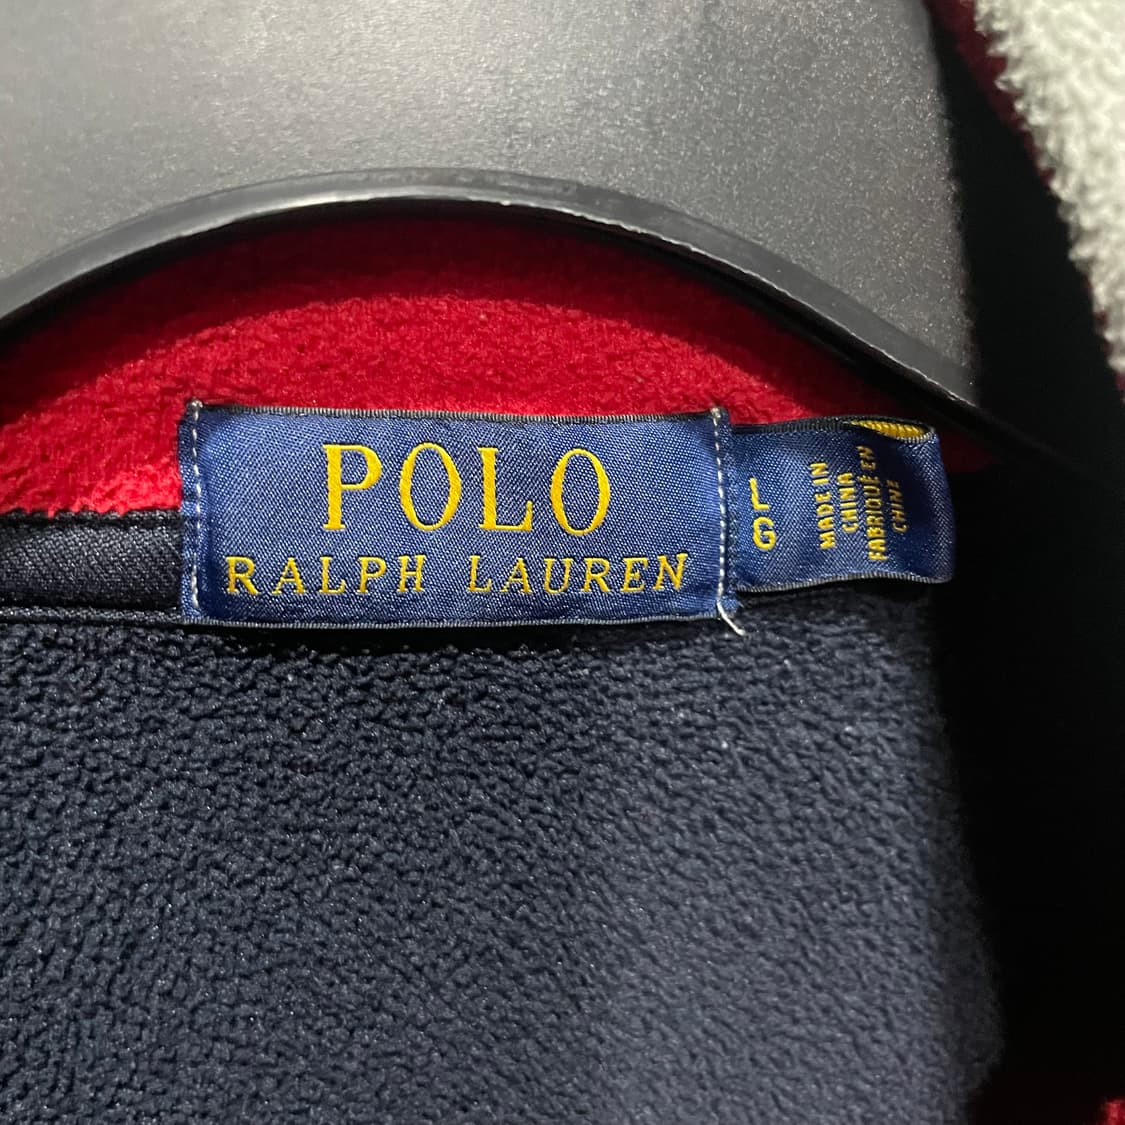 POLO
RALPH LAUREN
L
G
MADE IN
CHINA
FABRIQUÉ EN
CHINE